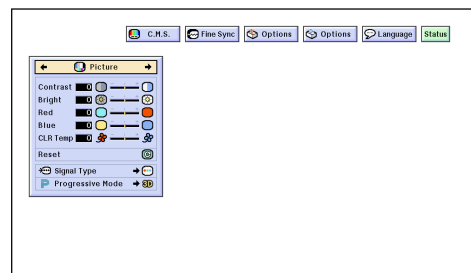 C.M.S. Fine Sync Options Options Language Status
Picture
Contrast 0
Bright 0
Red 0
Blue 0
CLR Temp 0
Reset
Signal Type
P Progressive Mode 3D